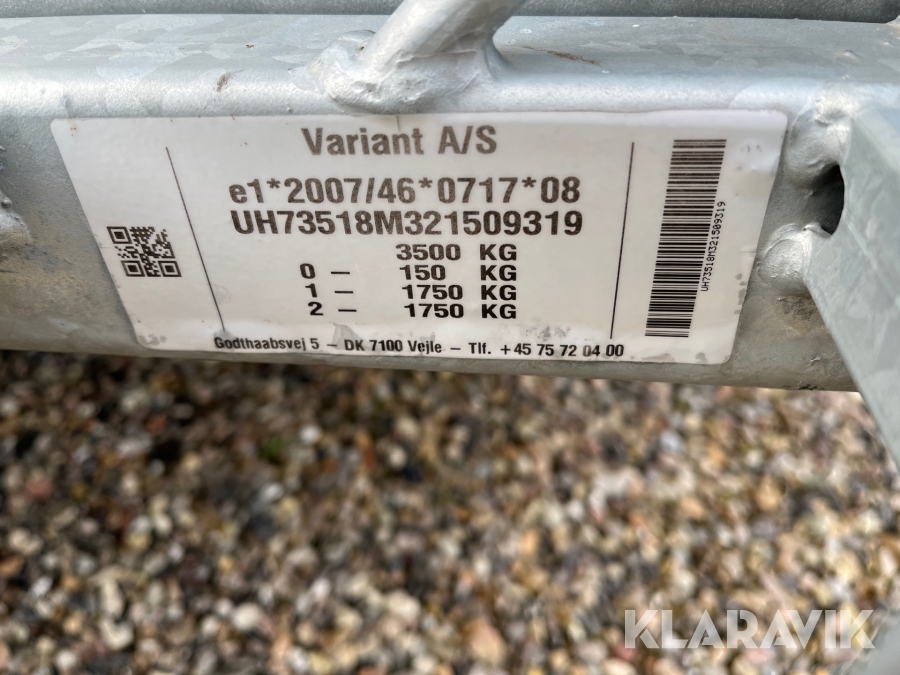 Variant A/S
e1*2007/46*0717*08
UH73518M321509319
3500 KG
0 – 150 KG
1 – 1750 KG
2 – 1750 KG
Godthaabsvej 5 – DK 7100 Vejle – Tlf. +45 75 72 04 00
UH73518M321509319
KLARAVIK